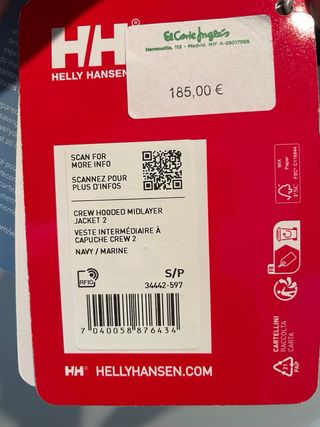 HH
HELLY HANSEN
El Corte Inglés
Hermosilla, 112 - Madrid, NIF A-28017895
185,00 €
SCAN FOR
MORE INFO
SCANNEZ POUR
PLUS D'INFOS
CREW HOODED MIDLAYER
JACKET 2
VESTE INTERMÉDIAIRE À
CAPUCHE CREW 2
NAVY / MARINE
RFID
S/P
34442-597
7 040058 876434
HH HELLYHANSEN.COM
MIX
Paper
FSC
FR
CARTELLINI
RACCOLTA
CARTA
21
PAP